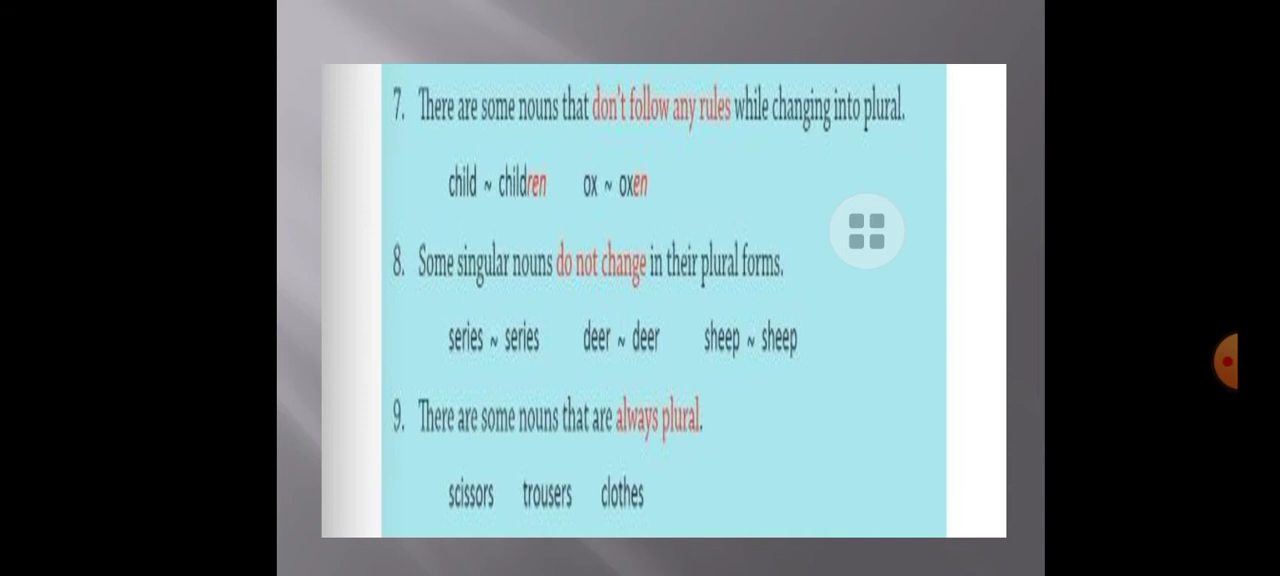 7. There are some nouns that don't follow any rules while changing into plural.
child ~ children ox ~ oxen
8. Some singular nouns do not change in their plural forms.
series ~ series deer ~ deer sheep ~ sheep
9. There are some nouns that are always plural.
scissors trousers clothes